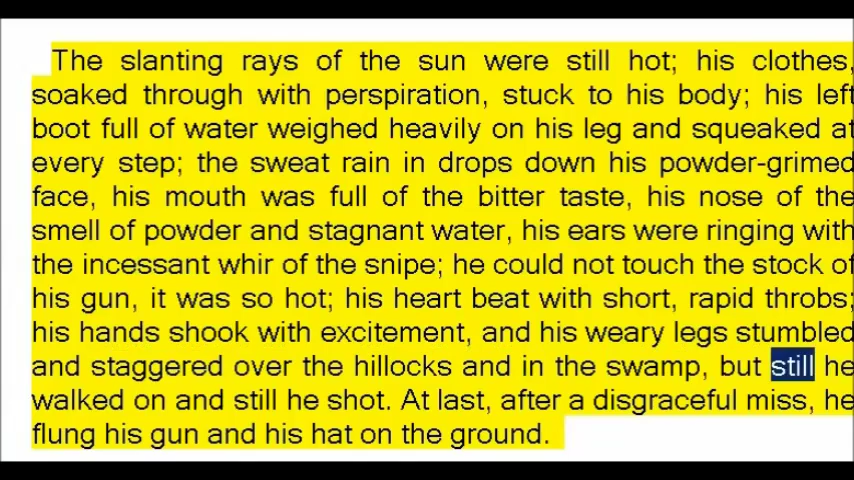 The slanting rays of the sun were still hot; his clothes,
soaked through with perspiration, stuck to his body; his left
boot full of water weighed heavily on his leg and squeaked at
every step; the sweat rain in drops down his powder-grimed
face, his mouth was full of the bitter taste, his nose of the
smell of powder and stagnant water, his ears were ringing with
the incessant whir of the snipe; he could not touch the stock of
his gun, it was so hot; his heart beat with short, rapid throbs;
his hands shook with excitement, and his weary legs stumbled
and staggered over the hillocks and in the swamp, but still he
walked on and still he shot. At last, after a disgraceful miss, he
flung his gun and his hat on the ground.